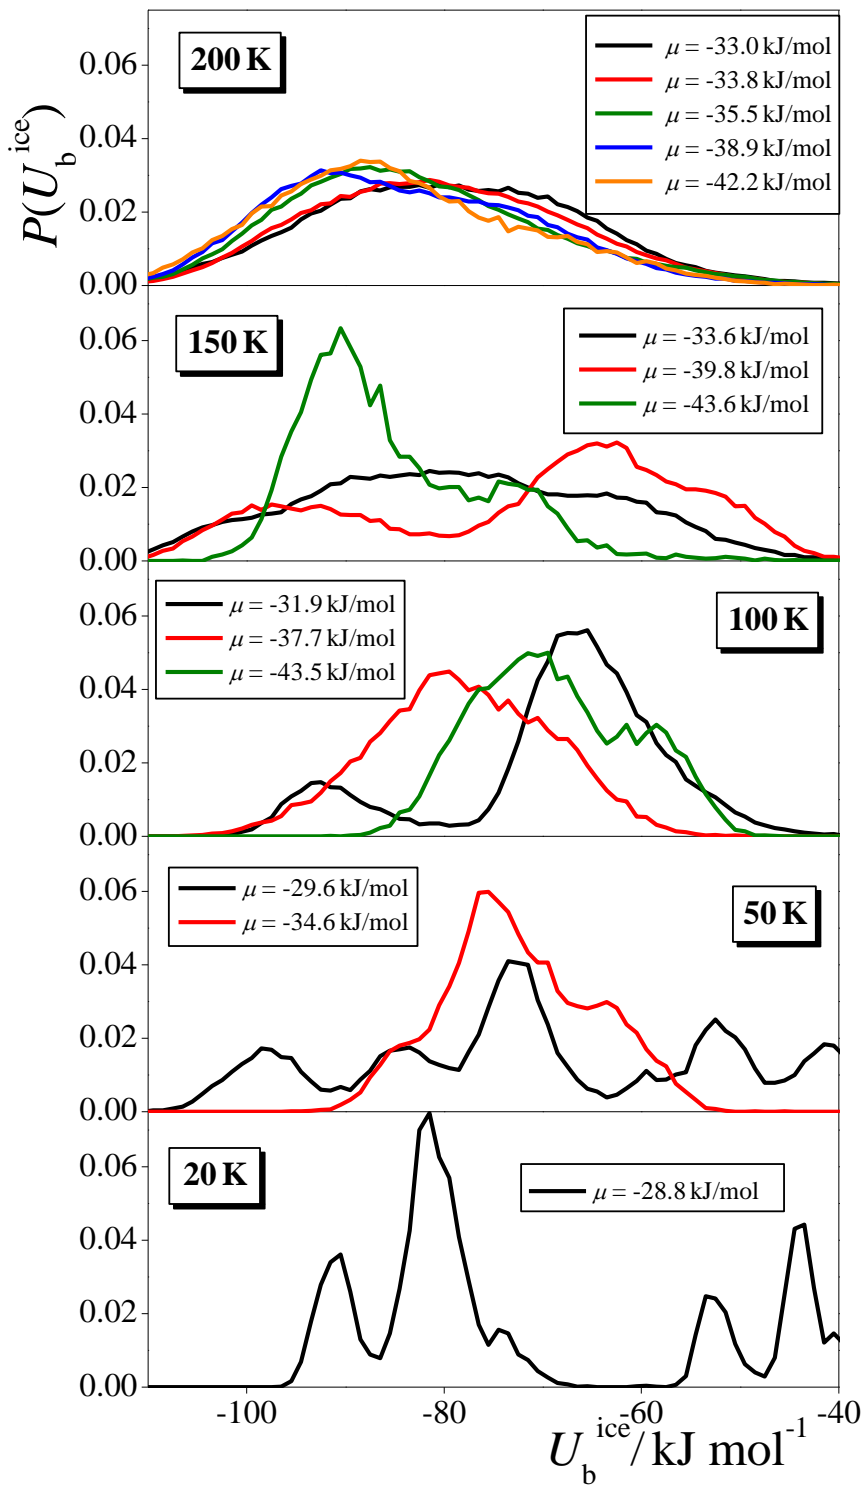 P(U_b^ice)
200 K
μ = -33.0 kJ/mol
μ = -33.8 kJ/mol
μ = -35.5 kJ/mol
μ = -38.9 kJ/mol
μ = -42.2 kJ/mol
0.06
0.04
0.02
0.00
150 K
μ = -33.6 kJ/mol
μ = -39.8 kJ/mol
μ = -43.6 kJ/mol
0.06
0.04
0.02
0.00
μ = -31.9 kJ/mol
μ = -37.7 kJ/mol
μ = -43.5 kJ/mol
100 K
0.06
0.04
0.02
0.00
μ = -29.6 kJ/mol
μ = -34.6 kJ/mol
50 K
0.06
0.04
0.02
0.00
20 K
μ = -28.8 kJ/mol
0.06
0.04
0.02
0.00
-100 -80 -60 -40
U_b^ice/kJ mol^-1